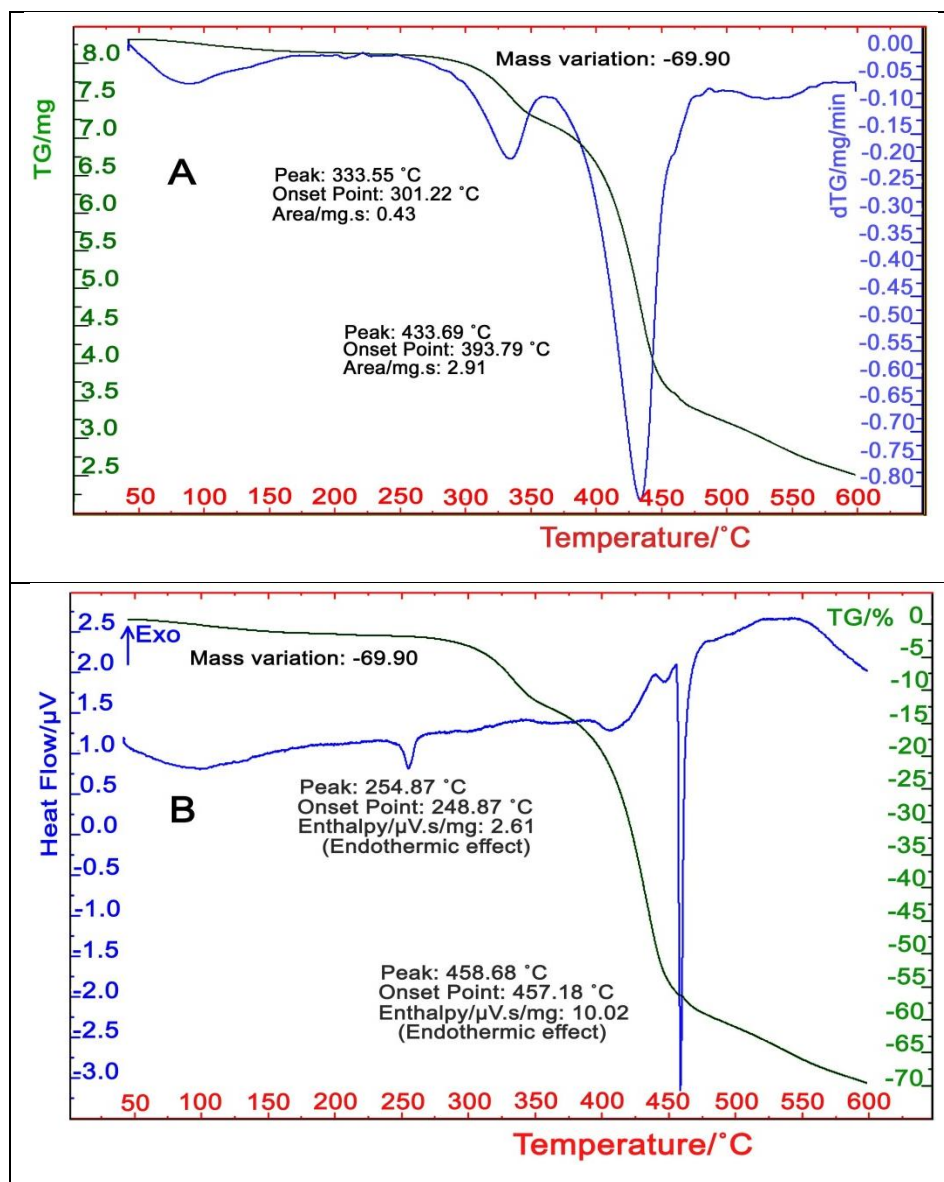 8.0
7.5
7.0
6.5
6.0
5.5
5.0
4.5
4.0
3.5
3.0
2.5
TG/mg
A
Mass variation: -69.90
Peak: 333.55 ˚C
Onset Point: 301.22 ˚C
Area/mg.s: 0.43
Peak: 433.69 ˚C
Onset Point: 393.79 ˚C
Area/mg.s: 2.91
0.00
-0.05
-0.10
-0.15
-0.20
-0.25
-0.30
-0.35
-0.40
-0.45
-0.50
-0.55
-0.60
-0.65
-0.70
-0.75
-0.80
dTG/mg/min
50 100 150 200 250 300 350 400 450 500 550 600
Temperature/˚C
2.5
2.0
1.5
1.0
0.5
0.0
-0.5
-1.0
-1.5
-2.0
-2.5
-3.0
Heat Flow/µV
Exo
Mass variation: -69.90
B
Peak: 254.87 ˚C
Onset Point: 248.87 ˚C
Enthalpy/µV.s/mg: 2.61
(Endothermic effect)
Peak: 458.68 ˚C
Onset Point: 457.18 ˚C
Enthalpy/µV.s/mg: 10.02
(Endothermic effect)
TG/%
0
-5
-10
-15
-20
-25
-30
-35
-40
-45
-50
-55
-60
-65
-70
50 100 150 200 250 300 350 400 450 500 550 600
Temperature/˚C